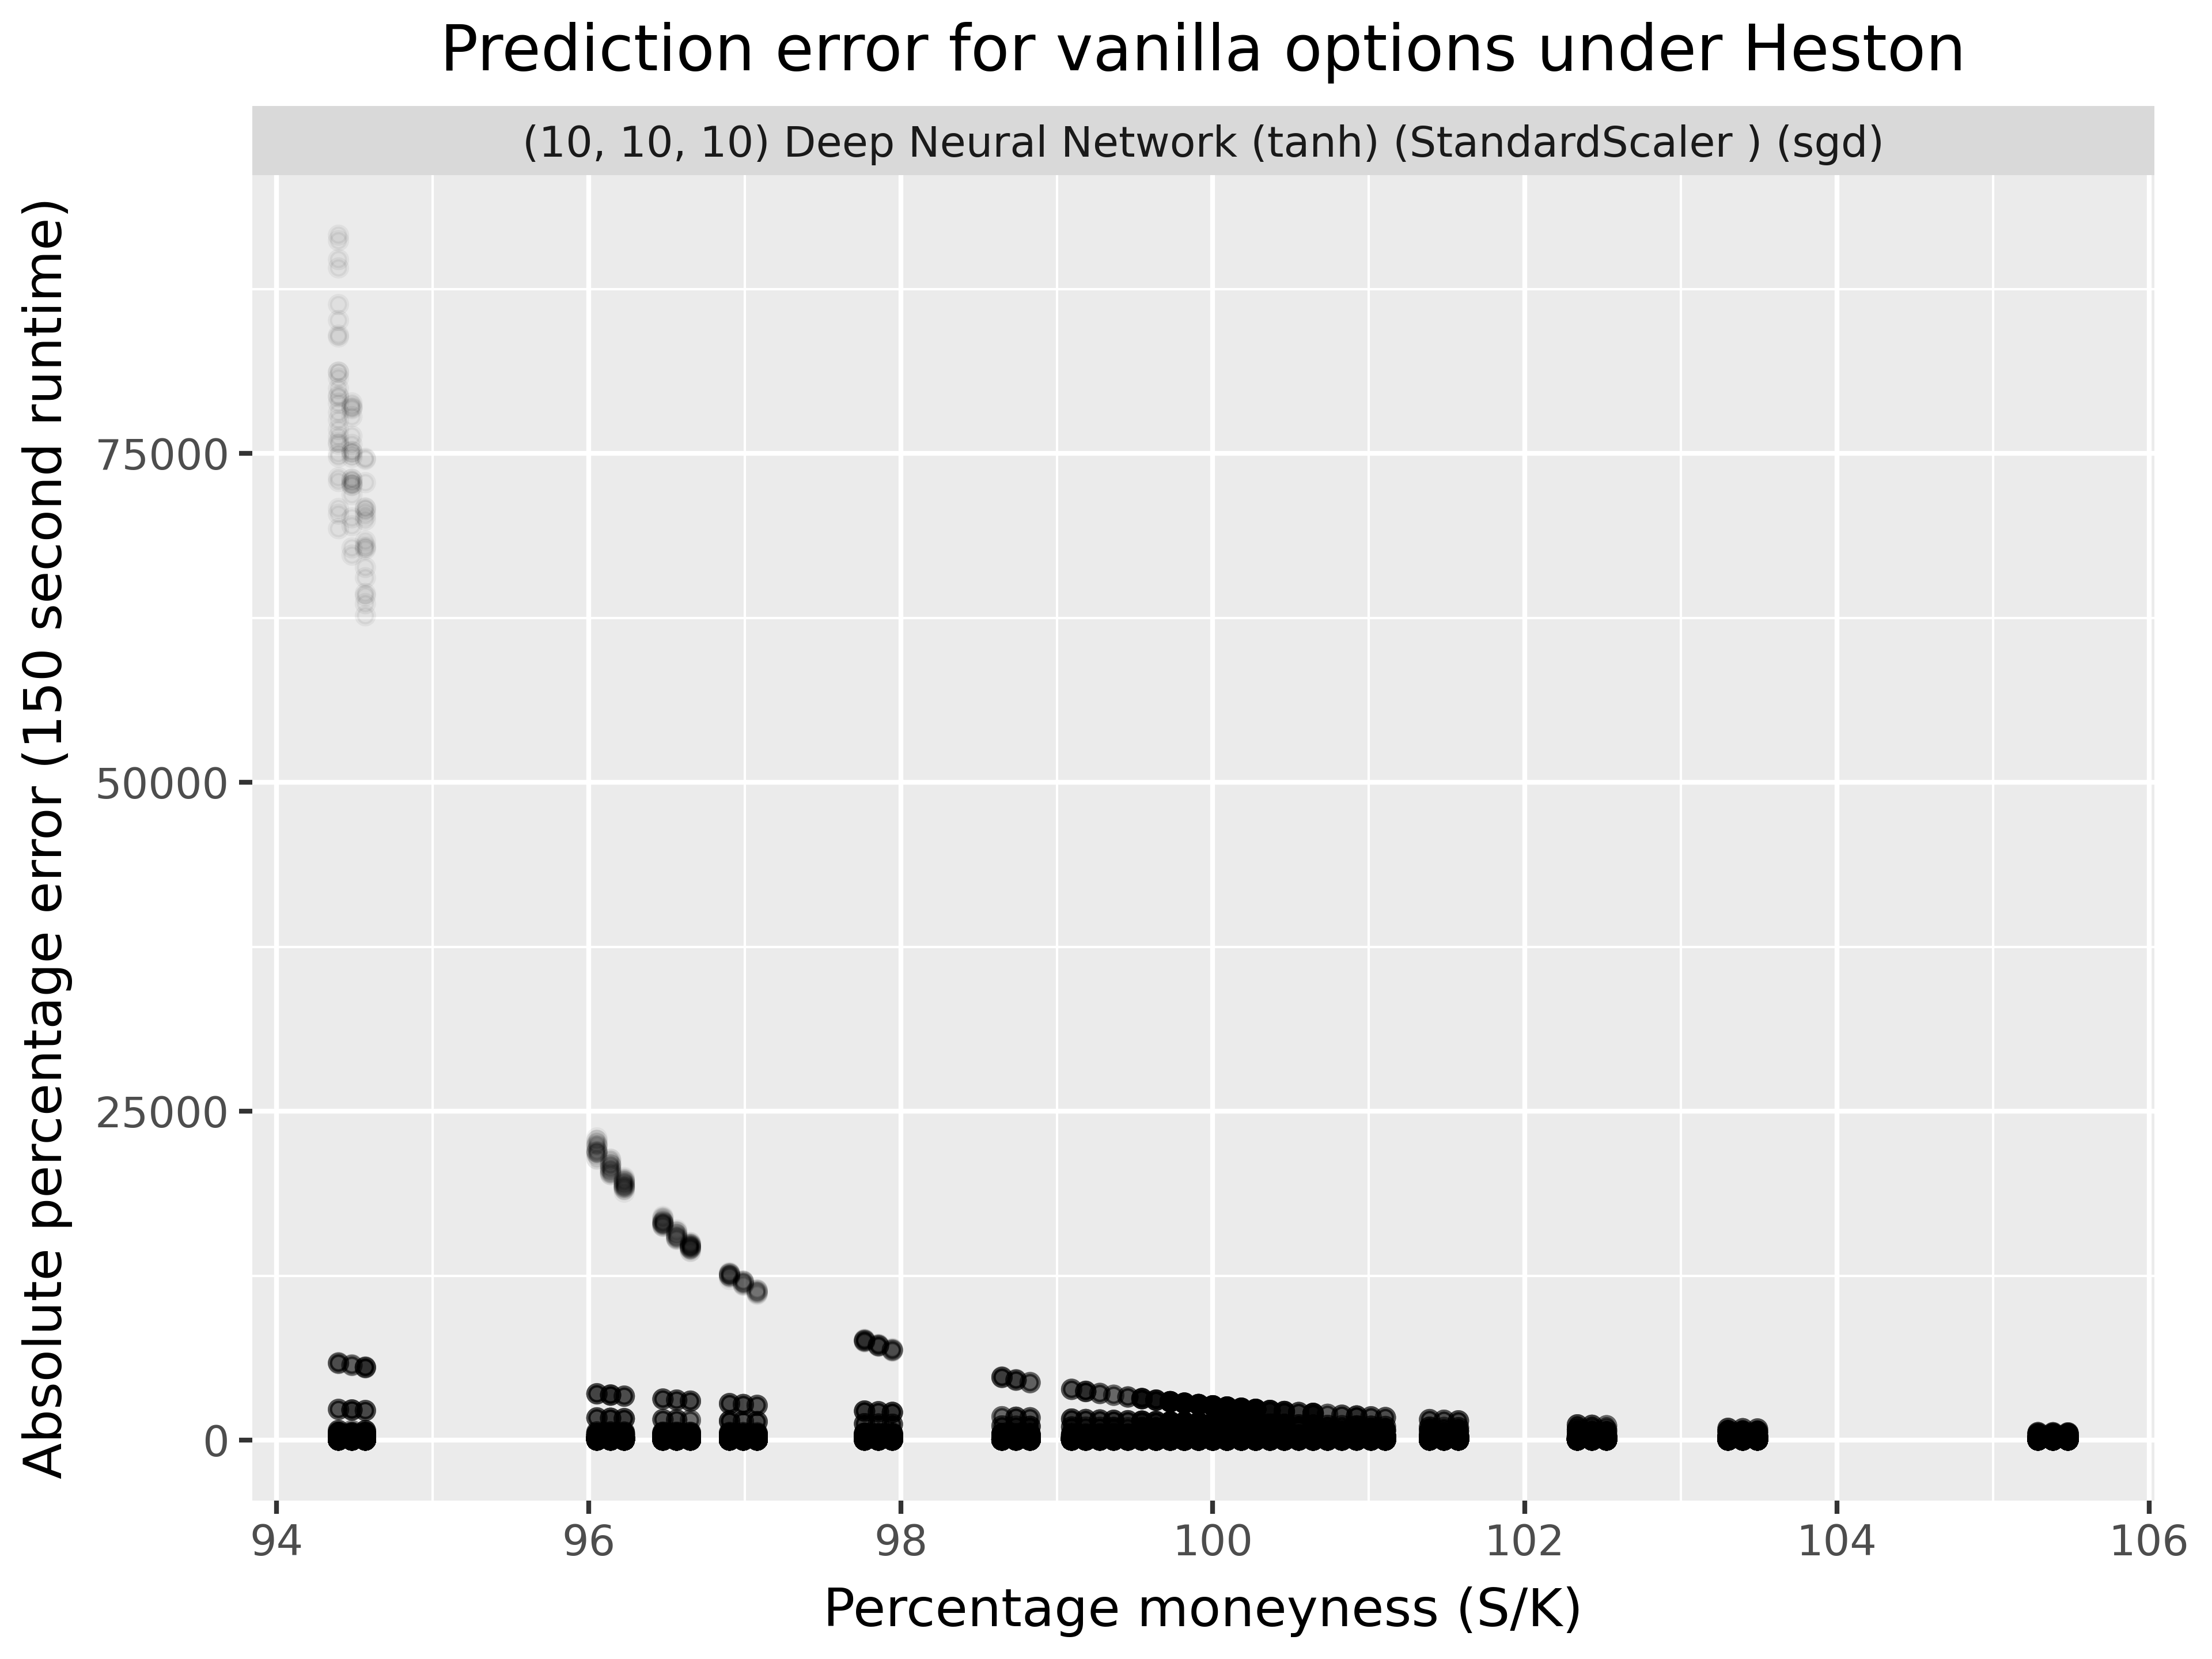 Prediction error for vanilla options under Heston
(10, 10, 10) Deep Neural Network (tanh) (StandardScaler ) (sgd)
Absolute percentage error (150 second runtime)
75000
50000
25000
0
94 96 98 100 102 104 106
Percentage moneyness (S/K)